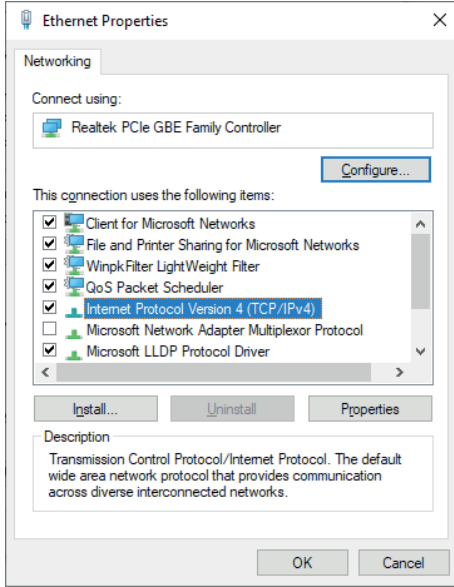 Ethernet Properties
Networking
Connect using:
Realtek PCIe GBE Family Controller
Configure...
This connection uses the following items:
Client for Microsoft Networks
File and Printer Sharing for Microsoft Networks
WinpkFilter LightWeight Filter
QoS Packet Scheduler
Internet Protocol Version 4 (TCP/IPv4)
Microsoft Network Adapter Multiplexor Protocol
Microsoft LLDP Protocol Driver
Install... Uninstall Properties
Description
Transmission Control Protocol/Internet Protocol. The default
wide area network protocol that provides communication
across diverse interconnected networks.
OK Cancel